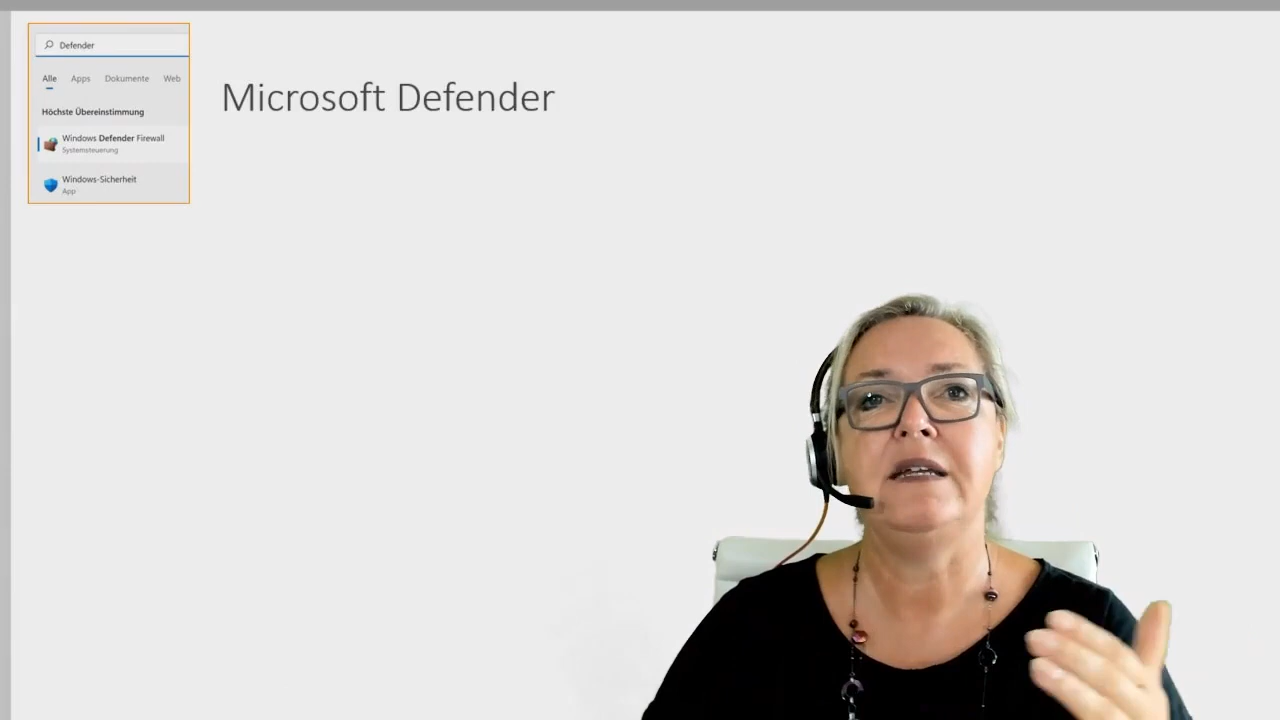 Defender
Alle Apps Dokumente Web
Höchste Übereinstimmung
Windows Defender Firewall
Systemsteuerung
Windows-Sicherheit
App
Microsoft Defender